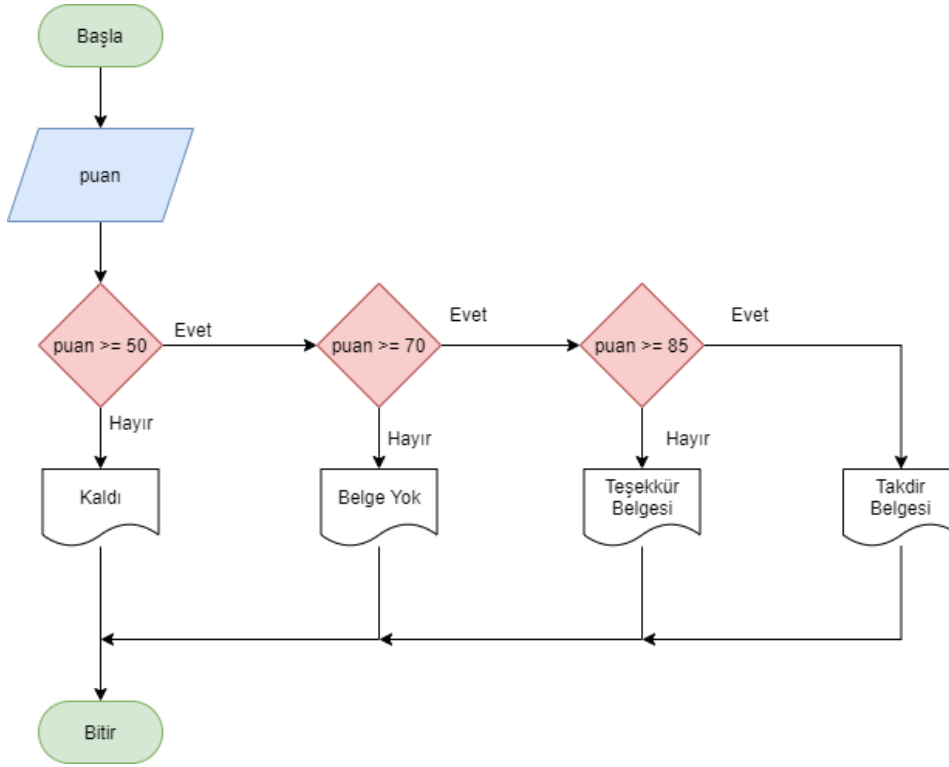 Başla
puan
puan >= 50
Evet
puan >= 70
Evet
puan >= 85
Evet
Hayır
Hayır
Hayır
Kaldı
Belge Yok
Teşekkür
Belgesi
Takdir
Belgesi
Bitir